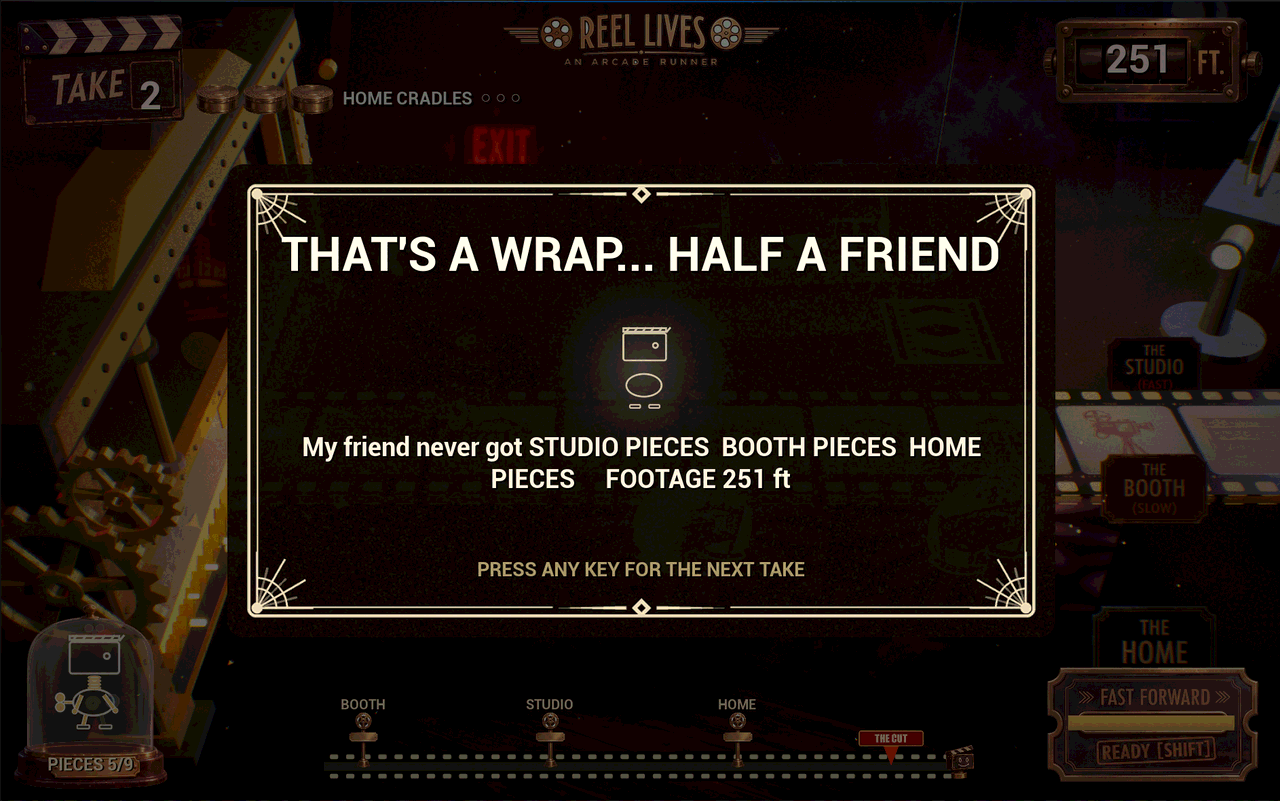 TAKE 2
REEL LIVES
AN ARCADE RUNNER
251 FT.
HOME CRADLES
EXIT
THAT'S A WRAP... HALF A FRIEND
My friend never got STUDIO PIECES BOOTH PIECES HOME
PIECES FOOTAGE 251 ft
PRESS ANY KEY FOR THE NEXT TAKE
THE
STUDIO
(FAST)
THE
BOOTH
(SLOW)
THE
HOME
FAST FORWARD
READY [SHIFT]
PIECES 5/9
BOOTH
STUDIO
HOME
THE CUT